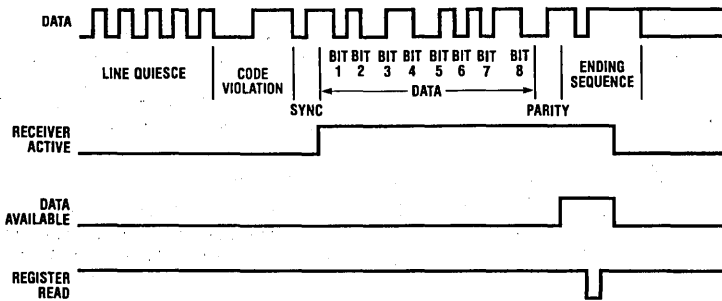 DATA
LINE QUIESCE
CODE
VIOLATION
SYNC
BIT BIT BIT BIT BIT BIT BIT BIT
1 2 3 4 5 6 7 8
DATA
PARITY
ENDING
SEQUENCE
RECEIVER
ACTIVE
DATA
AVAILABLE
REGISTER
READ